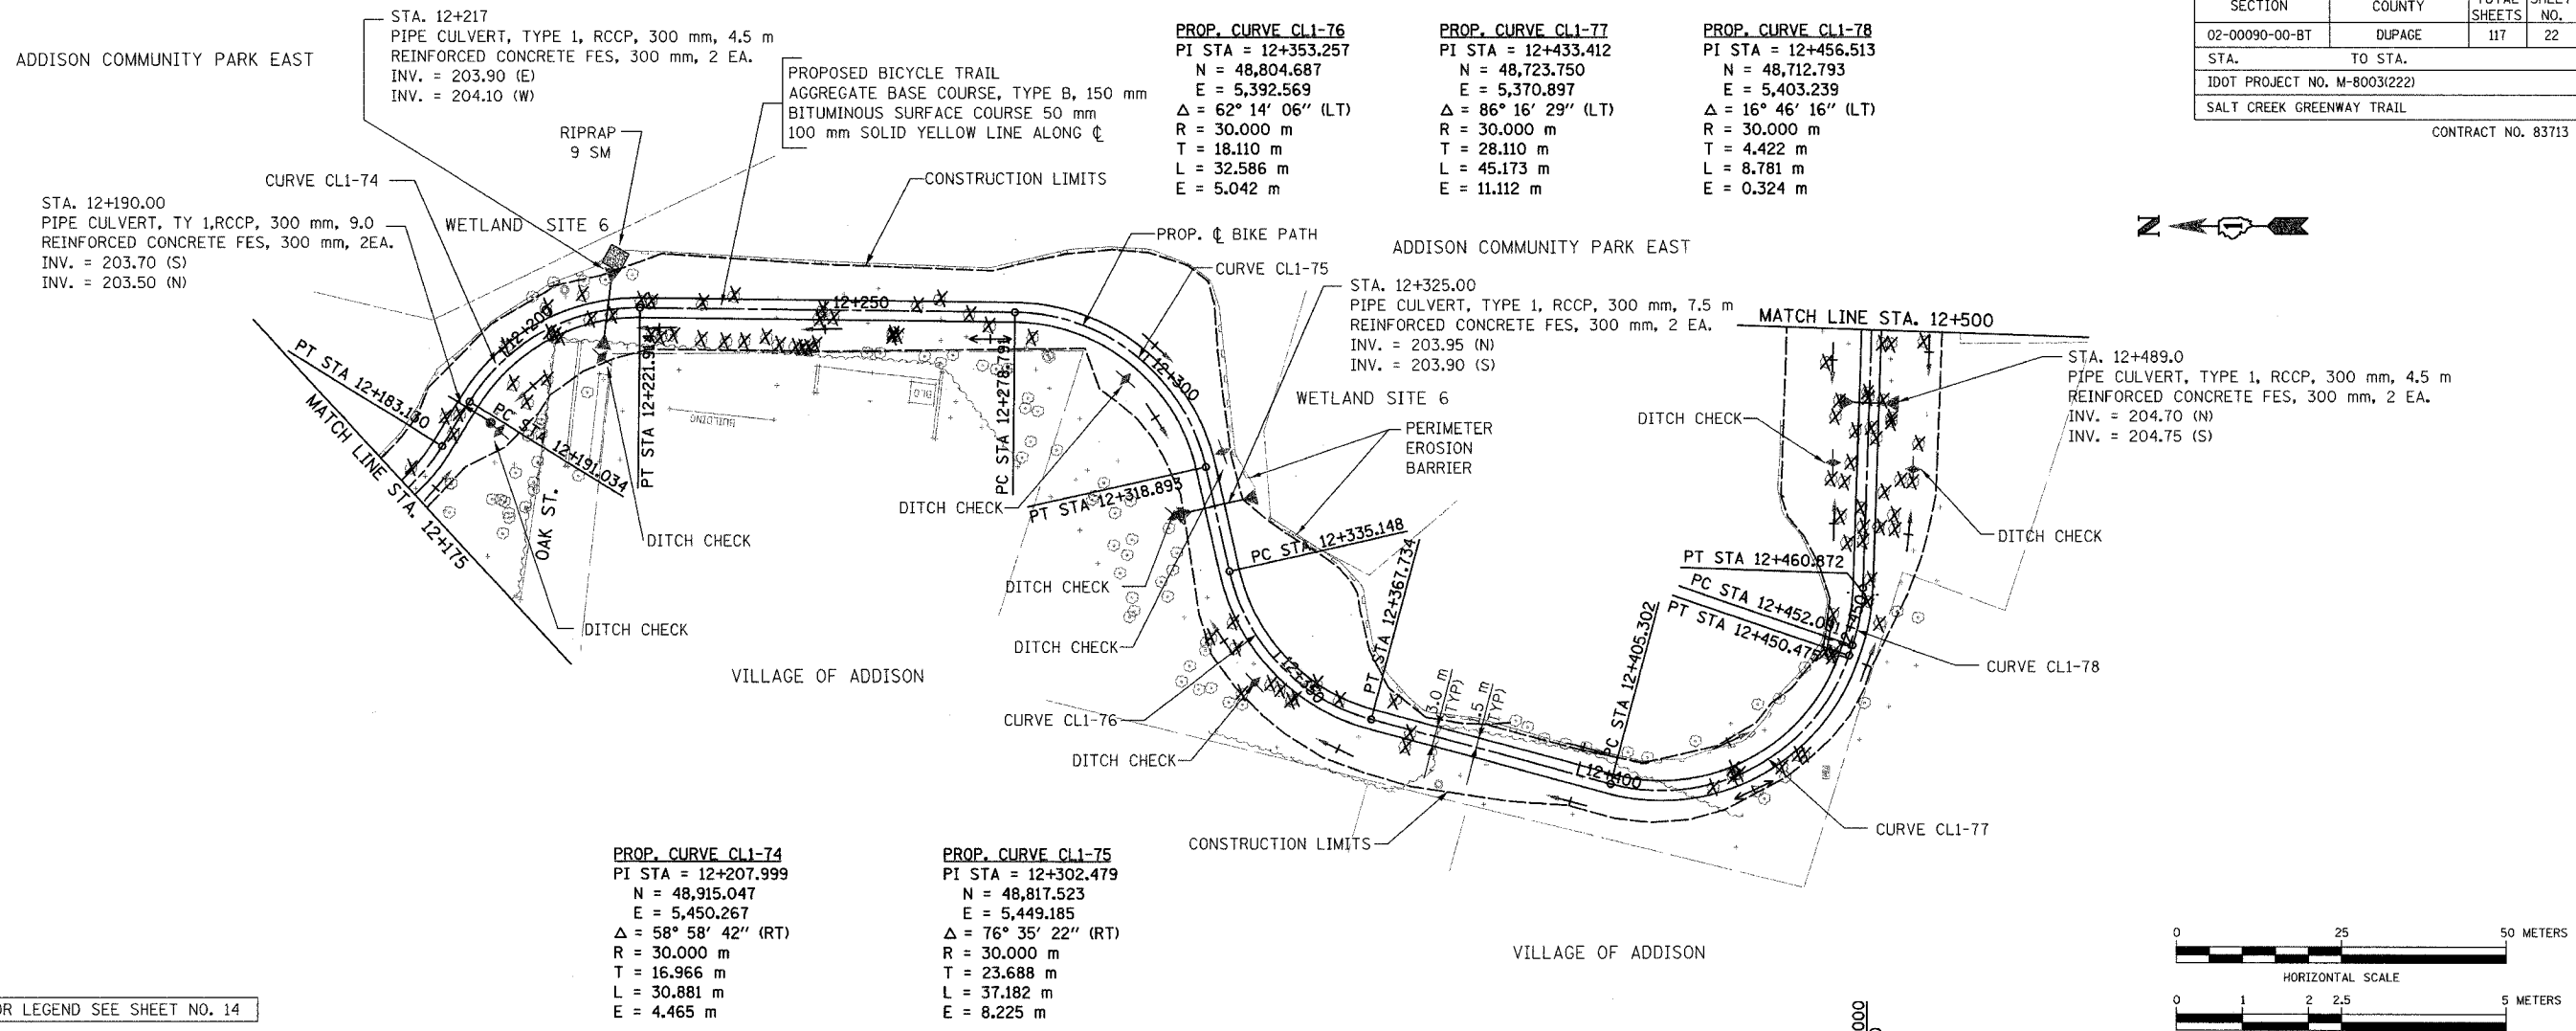 SECTION
COUNTY
TOTAL SHEETS
SHEET NO.
02-00090-00-BT
DUPAGE
117
22
STA.
TO STA.
IDOT PROJECT NO. M-8003(222)
SALT CREEK GREENWAY TRAIL
CONTRACT NO. 83713
ADDISON COMMUNITY PARK EAST
STA. 12+217
PIPE CULVERT, TYPE 1, RCCP, 300 mm, 4.5 m
REINFORCED CONCRETE FES, 300 mm, 2 EA.
INV. = 203.90 (E)
INV. = 204.10 (W)
PROPOSED BICYCLE TRAIL
AGGREGATE BASE COURSE, TYPE B, 150 mm
BITUMINOUS SURFACE COURSE 50 mm
100 mm SOLID YELLOW LINE ALONG ℄
RIPRAP
9 SM
CURVE CL1-74
CONSTRUCTION LIMITS
STA. 12+190.00
PIPE CULVERT, TY 1,RCCP, 300 mm, 9.0
REINFORCED CONCRETE FES, 300 mm, 2EA.
INV. = 203.70 (S)
INV. = 203.50 (N)
WETLAND SITE 6
PROP. CURVE CL1-76
PI STA = 12+353.257
N = 48,804.687
E = 5,392.569
Δ = 62° 14' 06" (LT)
R = 30.000 m
T = 18.110 m
L = 32.586 m
E = 5.042 m
PROP. CURVE CL1-77
PI STA = 12+433.412
N = 48,723.750
E = 5,370.897
Δ = 86° 16' 29" (LT)
R = 30.000 m
T = 28.110 m
L = 45.173 m
E = 11.112 m
PROP. CURVE CL1-78
PI STA = 12+456.513
N = 48,712.793
E = 5,403.239
Δ = 16° 46' 16" (LT)
R = 30.000 m
T = 4.422 m
L = 8.781 m
E = 0.324 m
N
PROP. ℄ BIKE PATH
CURVE CL1-75
ADDISON COMMUNITY PARK EAST
STA. 12+325.00
PIPE CULVERT, TYPE 1, RCCP, 300 mm, 7.5 m
REINFORCED CONCRETE FES, 300 mm, 2 EA.
INV. = 203.95 (N)
INV. = 203.90 (S)
WETLAND SITE 6
PERIMETER
EROSION
BARRIER
MATCH LINE STA. 12+500
STA. 12+489.0
PIPE CULVERT, TYPE 1, RCCP, 300 mm, 4.5 m
REINFORCED CONCRETE FES, 300 mm, 2 EA.
INV. = 204.70 (N)
INV. = 204.75 (S)
DITCH CHECK
DITCH CHECK
12+200
12+250
12+300
PT STA 12+183.130
MATCH LINE STA. 12+175
PC STA 12+191.034
PT STA 12+221.914
PC STA 12+278.791
BUILDING
OAK ST.
DITCH CHECK
DITCH CHECK
DITCH CHECK
PT STA 12+318.893
PC STA 12+335.148
DITCH CHECK
DITCH CHECK
PT STA 12+367.734
PC STA 12+405.302
PT STA 12+460.872
PC STA 12+452.091
PT STA 12+450.475
12+450
CURVE CL1-78
VILLAGE OF ADDISON
12+350
CURVE CL1-76
DITCH CHECK
3.0 m
(TYP)
12+400
CONSTRUCTION LIMITS
CURVE CL1-77
PROP. CURVE CL1-74
PI STA = 12+207.999
N = 48,915.047
E = 5,450.267
Δ = 58° 58' 42" (RT)
R = 30.000 m
T = 16.966 m
L = 30.881 m
E = 4.465 m
PROP. CURVE CL1-75
PI STA = 12+302.479
N = 48,817.523
E = 5,449.185
Δ = 76° 35' 22" (RT)
R = 30.000 m
T = 23.688 m
L = 37.182 m
E = 8.225 m
VILLAGE OF ADDISON
0 25 50 METERS
HORIZONTAL SCALE
0 1 2 2.5 5 METERS
OR LEGEND SEE SHEET NO. 14
000